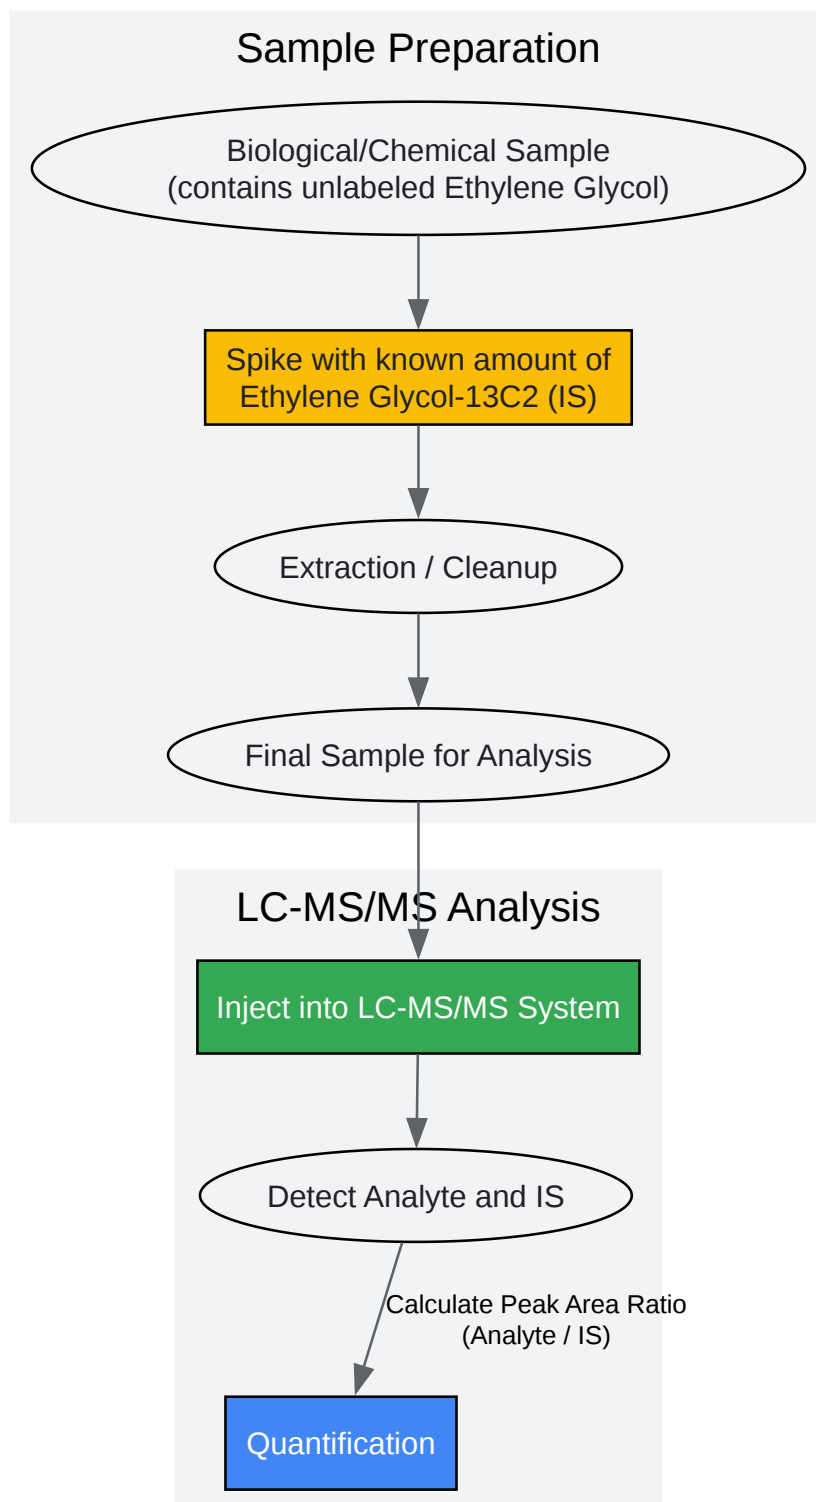 Sample Preparation
Biological/Chemical Sample
(contains unlabeled Ethylene Glycol)
Spike with known amount of
Ethylene Glycol-13C2 (IS)
Extraction / Cleanup
Final Sample for Analysis
LC-MS/MS Analysis
Inject into LC-MS/MS System
Detect Analyte and IS
Calculate Peak Area Ratio
(Analyte / IS)
Quantification